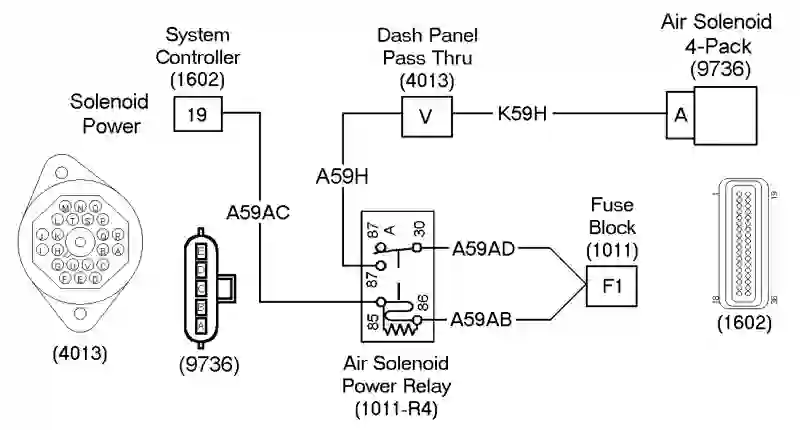 System
Controller
(1602)
Dash Panel
Pass Thru
(4013)
Air Solenoid
4-Pack
(9736)
Solenoid
Power
19
V
K59H
A
A59H
A59AC
87
A
30
87
85
86
A59AD
A59AB
Fuse
Block
(1011)
F1
Air Solenoid
Power Relay
(1011-R4)
M N O
L T S P
J K Q R
I H R A
G U V C
F E D
(4013)
E
D
C
B
A
(9736)
1
19
18
36
(1602)